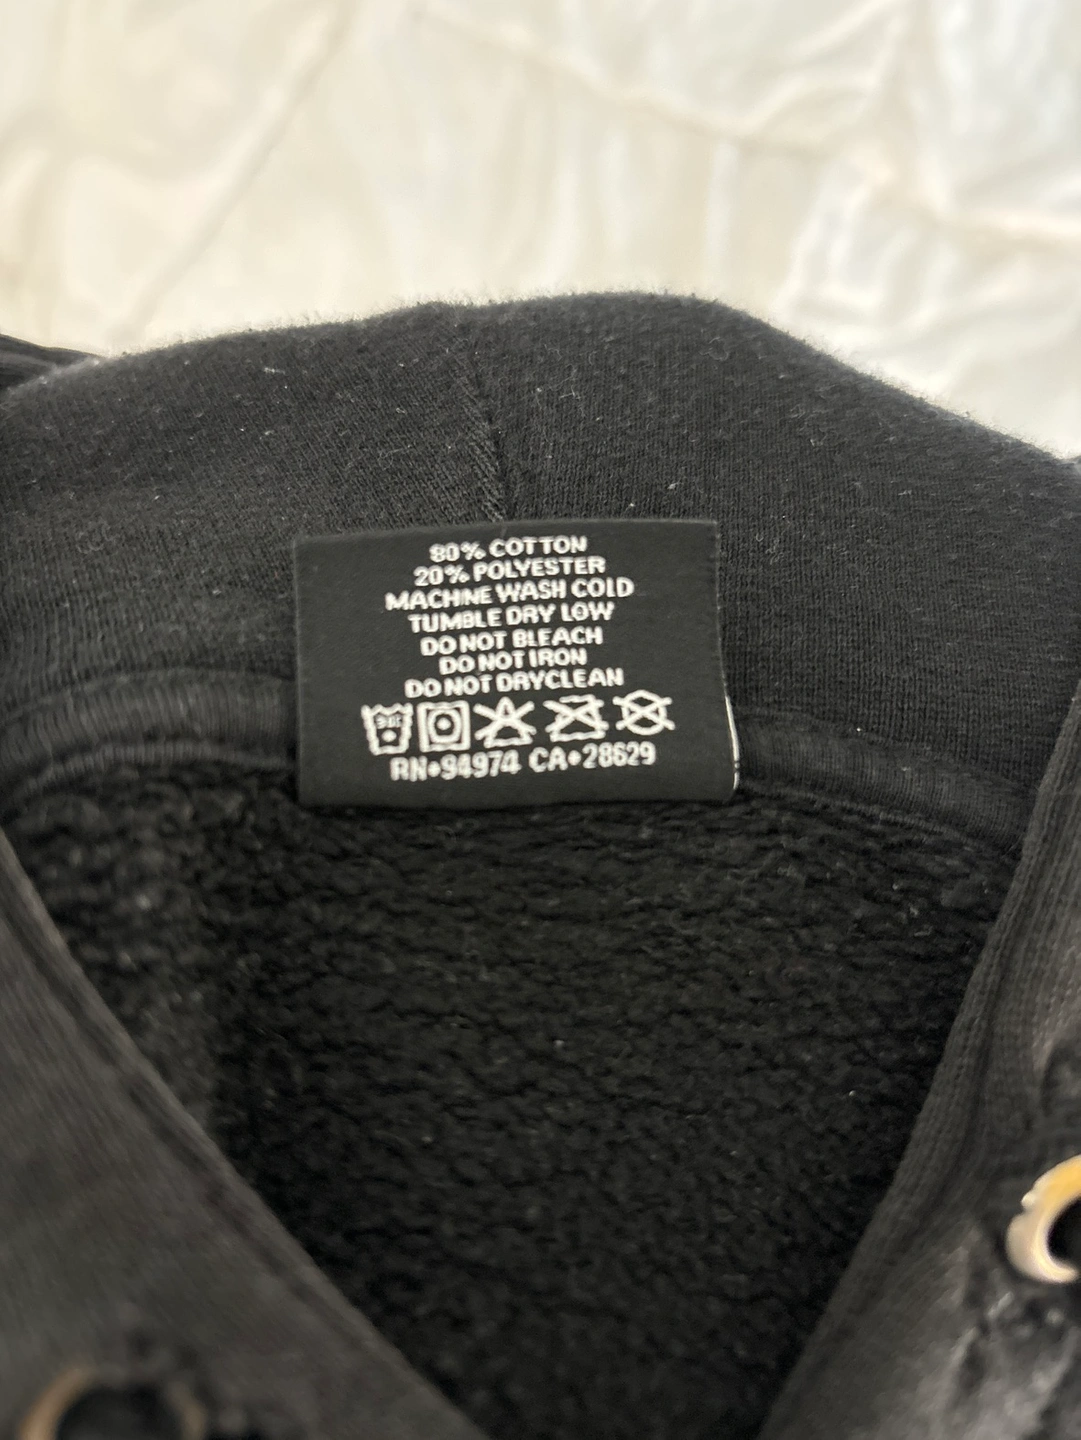 80% COTTON
20% POLYESTER
MACHINE WASH COLD
TUMBLE DRY LOW
DO NOT BLEACH
DO NOT IRON
DO NOT DRYCLEAN
30
RN•94974 CA•28629